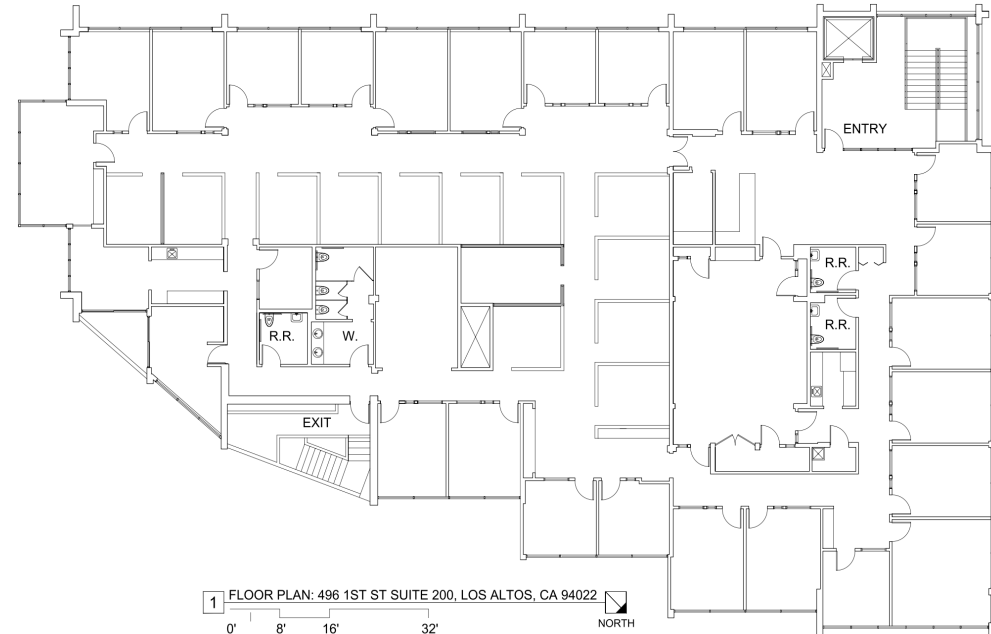 ENTRY
R.R.
R.R.
R.R.
W.
EXIT
1 FLOOR PLAN: 496 1ST ST SUITE 200, LOS ALTOS, CA 94022
NORTH
0' 8' 16' 32'